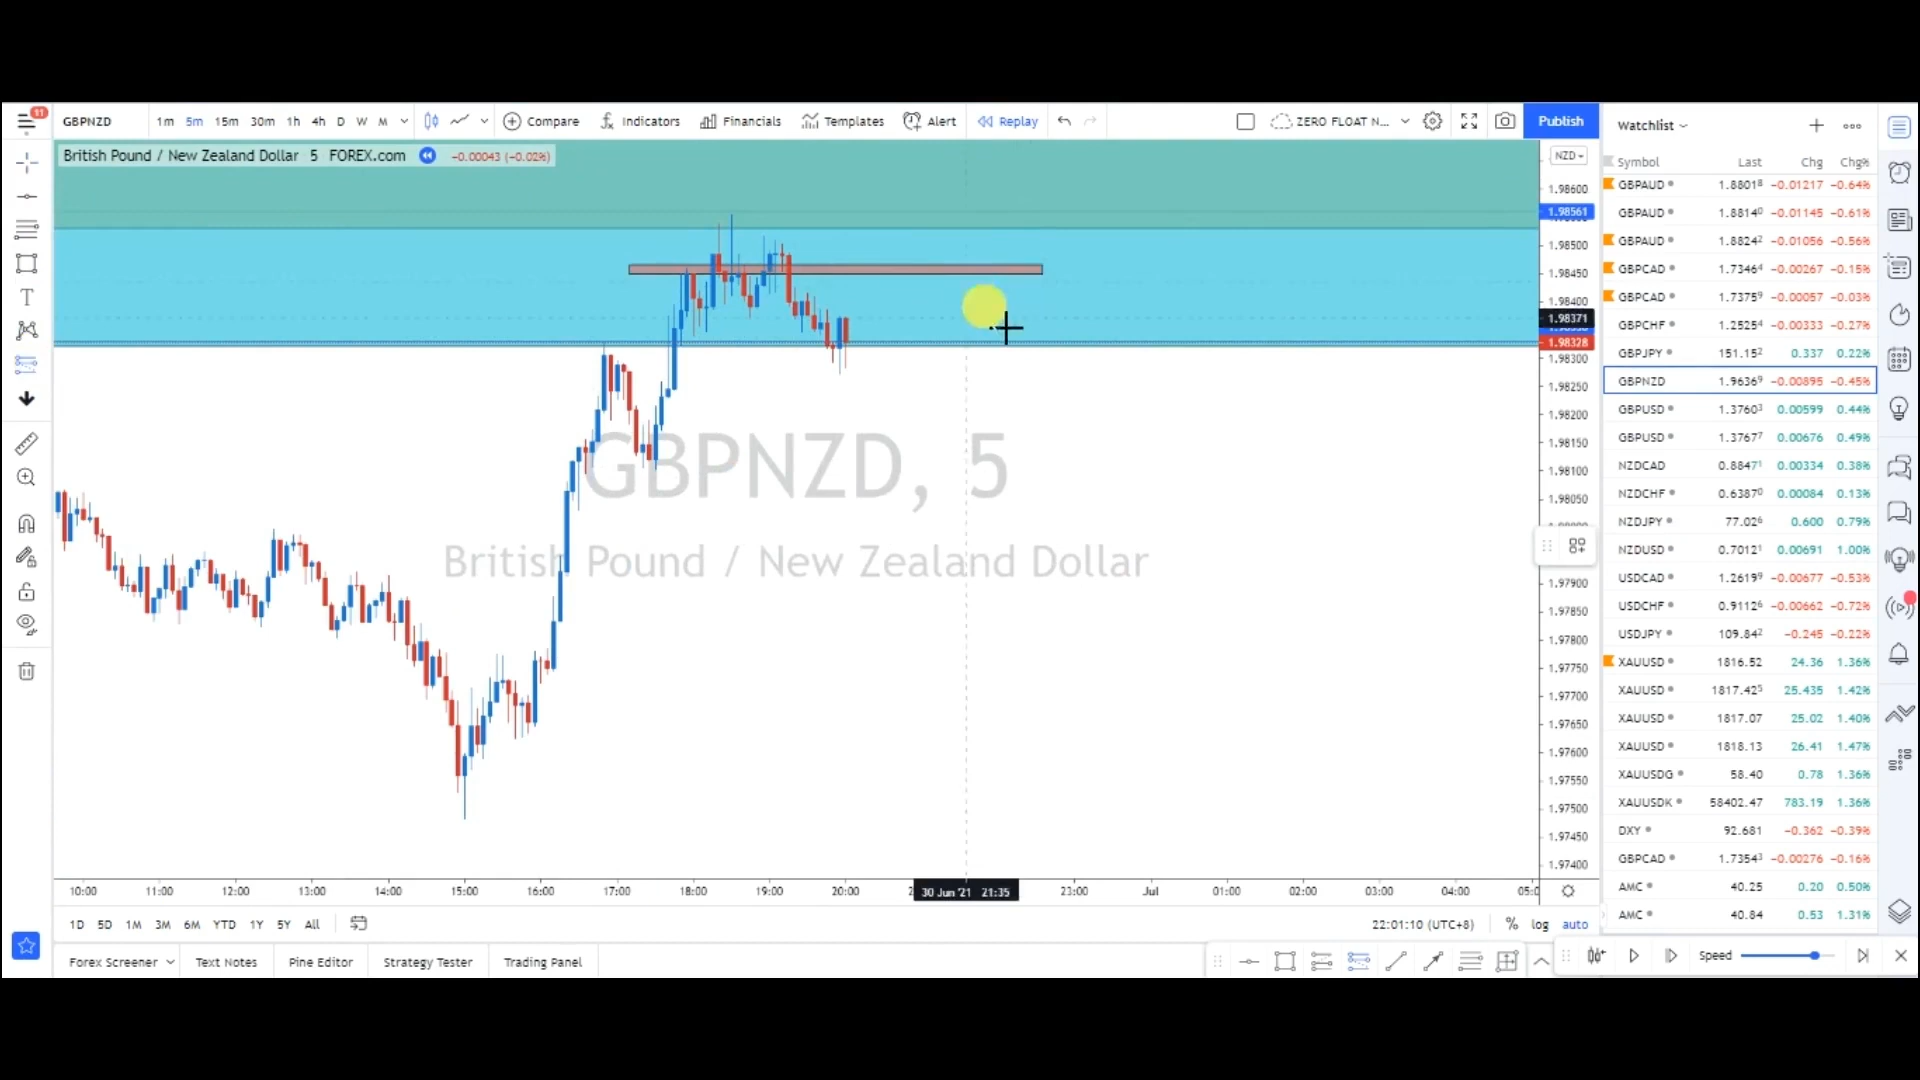 11
GBPNZD 1m 5m 15m 30m 1h 4h D W M Compare Indicators Financials Templates Alert Replay ZERO FLOAT N... Publish
British Pound / New Zealand Dollar 5 FOREX.com −0.00043 (−0.02%)
NZD
1.98600
1.98561
1.98500
1.98450
1.98400
1.98371
1.98328
1.98300
1.98250
1.98200
1.98150
1.98100
1.98050
1.97900
1.97850
1.97800
1.97750
1.97700
1.97650
1.97600
1.97550
1.97500
1.97450
1.97400
GBPNZD, 5
British Pound / New Zealand Dollar
10:00 11:00 12:00 13:00 14:00 15:00 16:00 17:00 18:00 19:00 20:00 30 Jun '21 21:35 23:00 Jul 01:00 02:00 03:00 04:00
1D 5D 1M 3M 6M YTD 1Y 5Y All 22:01:10 (UTC+8) % log auto
Forex Screener Text Notes Pine Editor Strategy Tester Trading Panel
Watchlist
Symbol Last Chg Chg%
GBPAUD 1.88018 −0.01217 −0.64%
GBPAUD 1.88140 −0.01145 −0.61%
GBPAUD 1.88242 −0.01056 −0.56%
GBPCAD 1.73464 −0.00267 −0.15%
GBPCAD 1.73759 −0.00057 −0.03%
GBPCHF 1.25254 −0.00333 −0.27%
GBPJPY 151.152 0.337 0.22%
GBPNZD 1.96369 −0.00895 −0.45%
GBPUSD 1.37603 0.00599 0.44%
GBPUSD 1.37677 0.00676 0.49%
NZDCAD 0.88471 0.00334 0.38%
NZDCHF 0.63870 0.00084 0.13%
NZDJPY 77.026 0.600 0.79%
NZDUSD 0.70121 0.00691 1.00%
USDCAD 1.26199 −0.00677 −0.53%
USDCHF 0.91126 −0.00662 −0.72%
USDJPY 109.842 −0.245 −0.22%
XAUUSD 1816.52 24.36 1.36%
XAUUSD 1817.425 25.435 1.42%
XAUUSD 1817.07 25.02 1.40%
XAUUSD 1818.13 26.41 1.47%
XAUUSDG 58.40 0.78 1.36%
XAUUSDK 58402.47 783.19 1.36%
DXY 92.681 −0.362 −0.39%
GBPCAD 1.73543 −0.00276 −0.16%
AMC 40.25 0.20 0.50%
AMC 40.84 0.53 1.31%
Speed